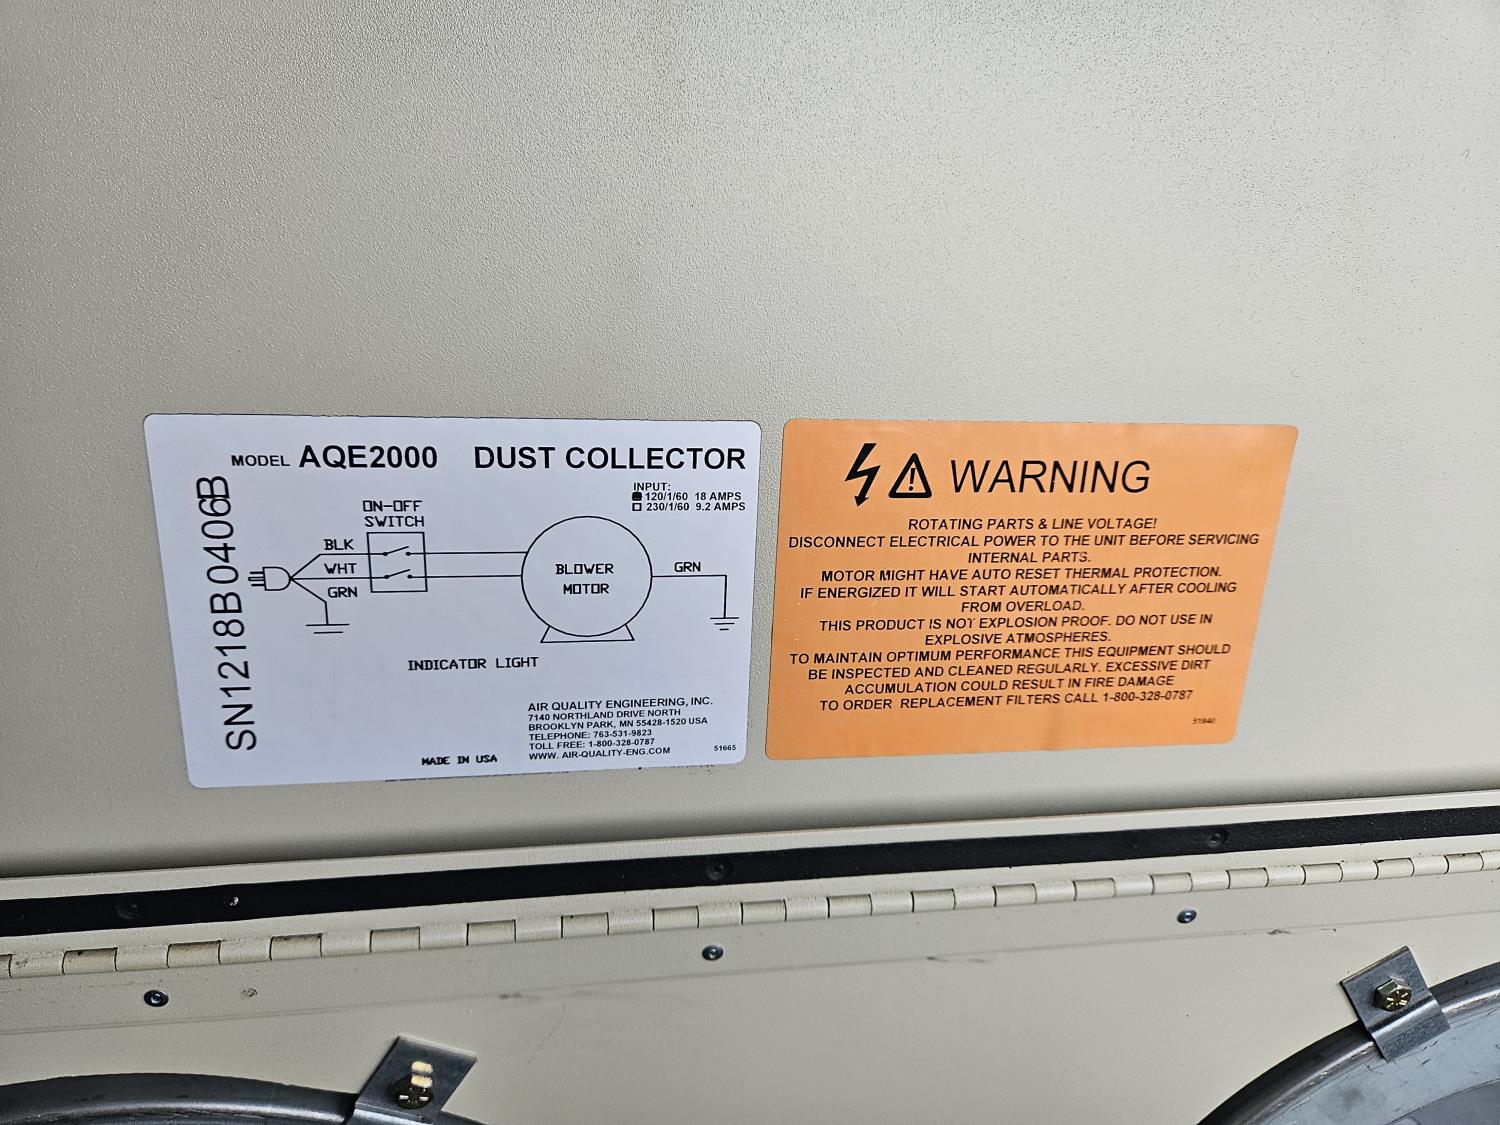 MODEL AQE2000 DUST COLLECTOR
INPUT:
120/1/60 18 AMPS
230/1/60 9.2 AMPS
SN1218B0406B
ON-OFF
SWITCH
BLK
WHT
GRN
BLOWER
MOTOR
GRN
INDICATOR LIGHT
AIR QUALITY ENGINEERING, INC.
7140 NORTHLAND DRIVE NORTH
BROOKLYN PARK, MN 55428-1520 USA
TELEPHONE: 763-531-9823
TOLL FREE: 1-800-328-0787
WWW. AIR-QUALITY-ENG.COM
MADE IN USA
51665
WARNING
ROTATING PARTS & LINE VOLTAGE!
DISCONNECT ELECTRICAL POWER TO THE UNIT BEFORE SERVICING
INTERNAL PARTS.
MOTOR MIGHT HAVE AUTO RESET THERMAL PROTECTION.
IF ENERGIZED IT WILL START AUTOMATICALLY AFTER COOLING
FROM OVERLOAD.
THIS PRODUCT IS NOT EXPLOSION PROOF. DO NOT USE IN
EXPLOSIVE ATMOSPHERES.
TO MAINTAIN OPTIMUM PERFORMANCE THIS EQUIPMENT SHOULD
BE INSPECTED AND CLEANED REGULARLY. EXCESSIVE DIRT
ACCUMULATION COULD RESULT IN FIRE DAMAGE
TO ORDER REPLACEMENT FILTERS CALL 1-800-328-0787
51840